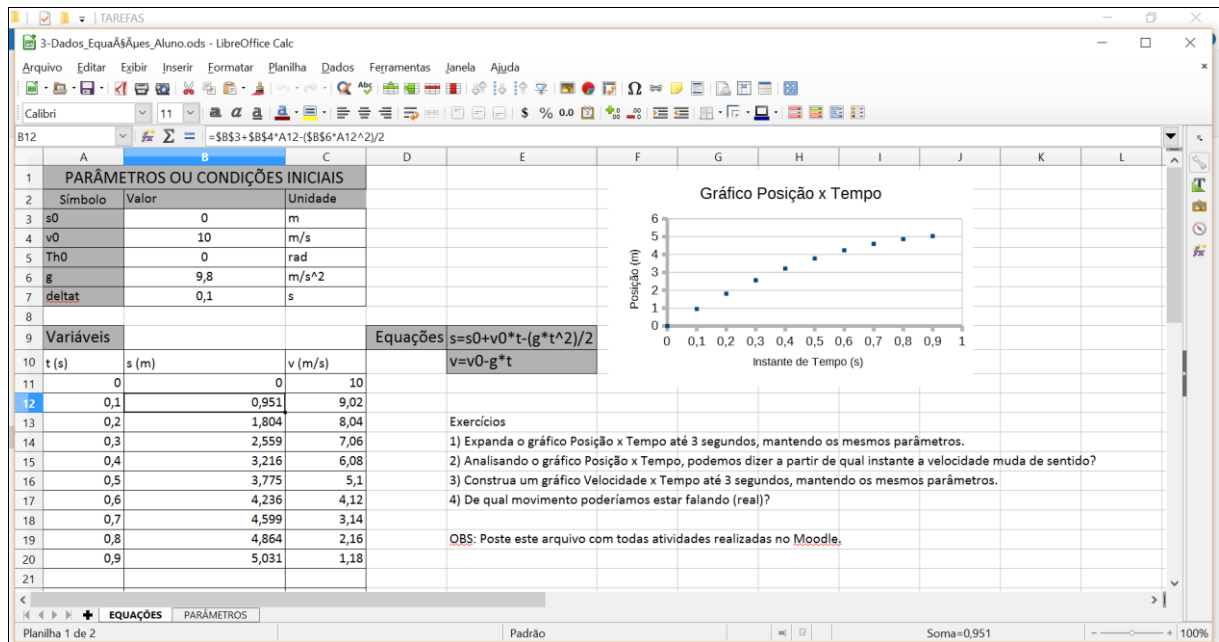 TAREFAS
3-Dados_EquaÃ§Ãµes_Aluno.ods - LibreOffice Calc
Arquivo Editar Exibir Inserir Formatar Planilha Dados Ferramentas Janela Ajuda
Calibri 11
B12 =$B$3+$B$4*A12-($B$6*A12^2)/2
A B C D E F G H I J K L
1 PARÂMETROS OU CONDIÇÕES INICIAIS
2 Símbolo Valor Unidade
3 s0 0 m
4 v0 10 m/s
5 Th0 0 rad
6 g 9,8 m/s^2
7 deltat 0,1 s
8
9 Variáveis Equações s=s0+v0*t-(g*t^2)/2
10 t (s) s (m) v (m/s) v=v0-g*t
11 0 0 10
12 0,1 0,951 9,02
13 0,2 1,804 8,04 Exercícios
14 0,3 2,559 7,06 1) Expanda o gráfico Posição x Tempo até 3 segundos, mantendo os mesmos parâmetros.
15 0,4 3,216 6,08 2) Analisando o gráfico Posição x Tempo, podemos dizer a partir de qual instante a velocidade muda de sentido?
16 0,5 3,775 5,1 3) Construa um gráfico Velocidade x Tempo até 3 segundos, mantendo os mesmos parâmetros.
17 0,6 4,236 4,12 4) De qual movimento poderíamos estar falando (real)?
18 0,7 4,599 3,14
19 0,8 4,864 2,16 OBS: Poste este arquivo com todas atividades realizadas no Moodle.
20 0,9 5,031 1,18
21
Gráfico Posição x Tempo
Posição (m)
6
5
4
3
2
1
0
0 0,1 0,2 0,3 0,4 0,5 0,6 0,7 0,8 0,9 1
Instante de Tempo (s)
EQUAÇÕES PARÂMETROS
Planilha 1 de 2 Padrão Soma=0,951 100%